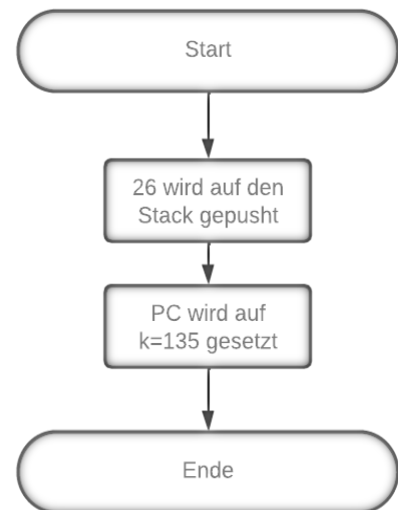 Start
26 wird auf den
Stack gepusht
PC wird auf
k=135 gesetzt
Ende